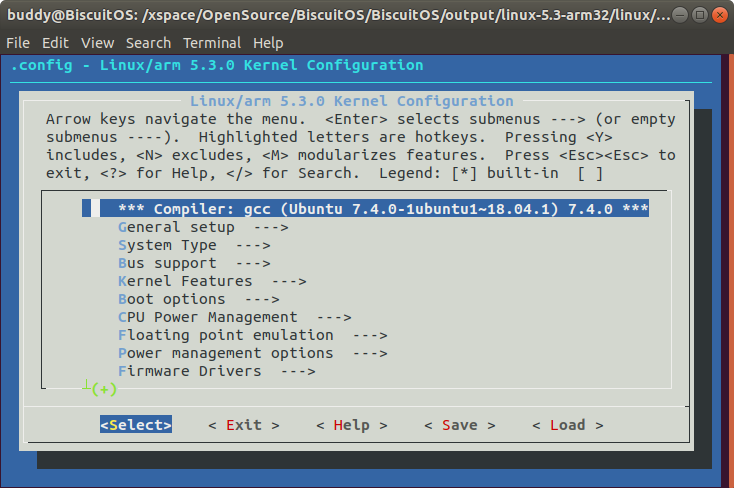 buddy@BiscuitOS: /xspace/OpenSource/BiscuitOS/BiscuitOS/output/linux-5.3-arm32/linux/...
File Edit View Search Terminal Help
.config - Linux/arm 5.3.0 Kernel Configuration
Linux/arm 5.3.0 Kernel Configuration
Arrow keys navigate the menu. <Enter> selects submenus ---> (or empty
submenus ----). Highlighted letters are hotkeys. Pressing <Y>
includes, <N> excludes, <M> modularizes features. Press <Esc><Esc> to
exit, <?> for Help, </> for Search. Legend: [*] built-in [ ]
*** Compiler: gcc (Ubuntu 7.4.0-1ubuntu1~18.04.1) 7.4.0 ***
General setup --->
System Type --->
Bus support --->
Kernel Features --->
Boot options --->
CPU Power Management --->
Floating point emulation --->
Power management options --->
Firmware Drivers --->
(+)
<Select> < Exit > < Help > < Save > < Load >